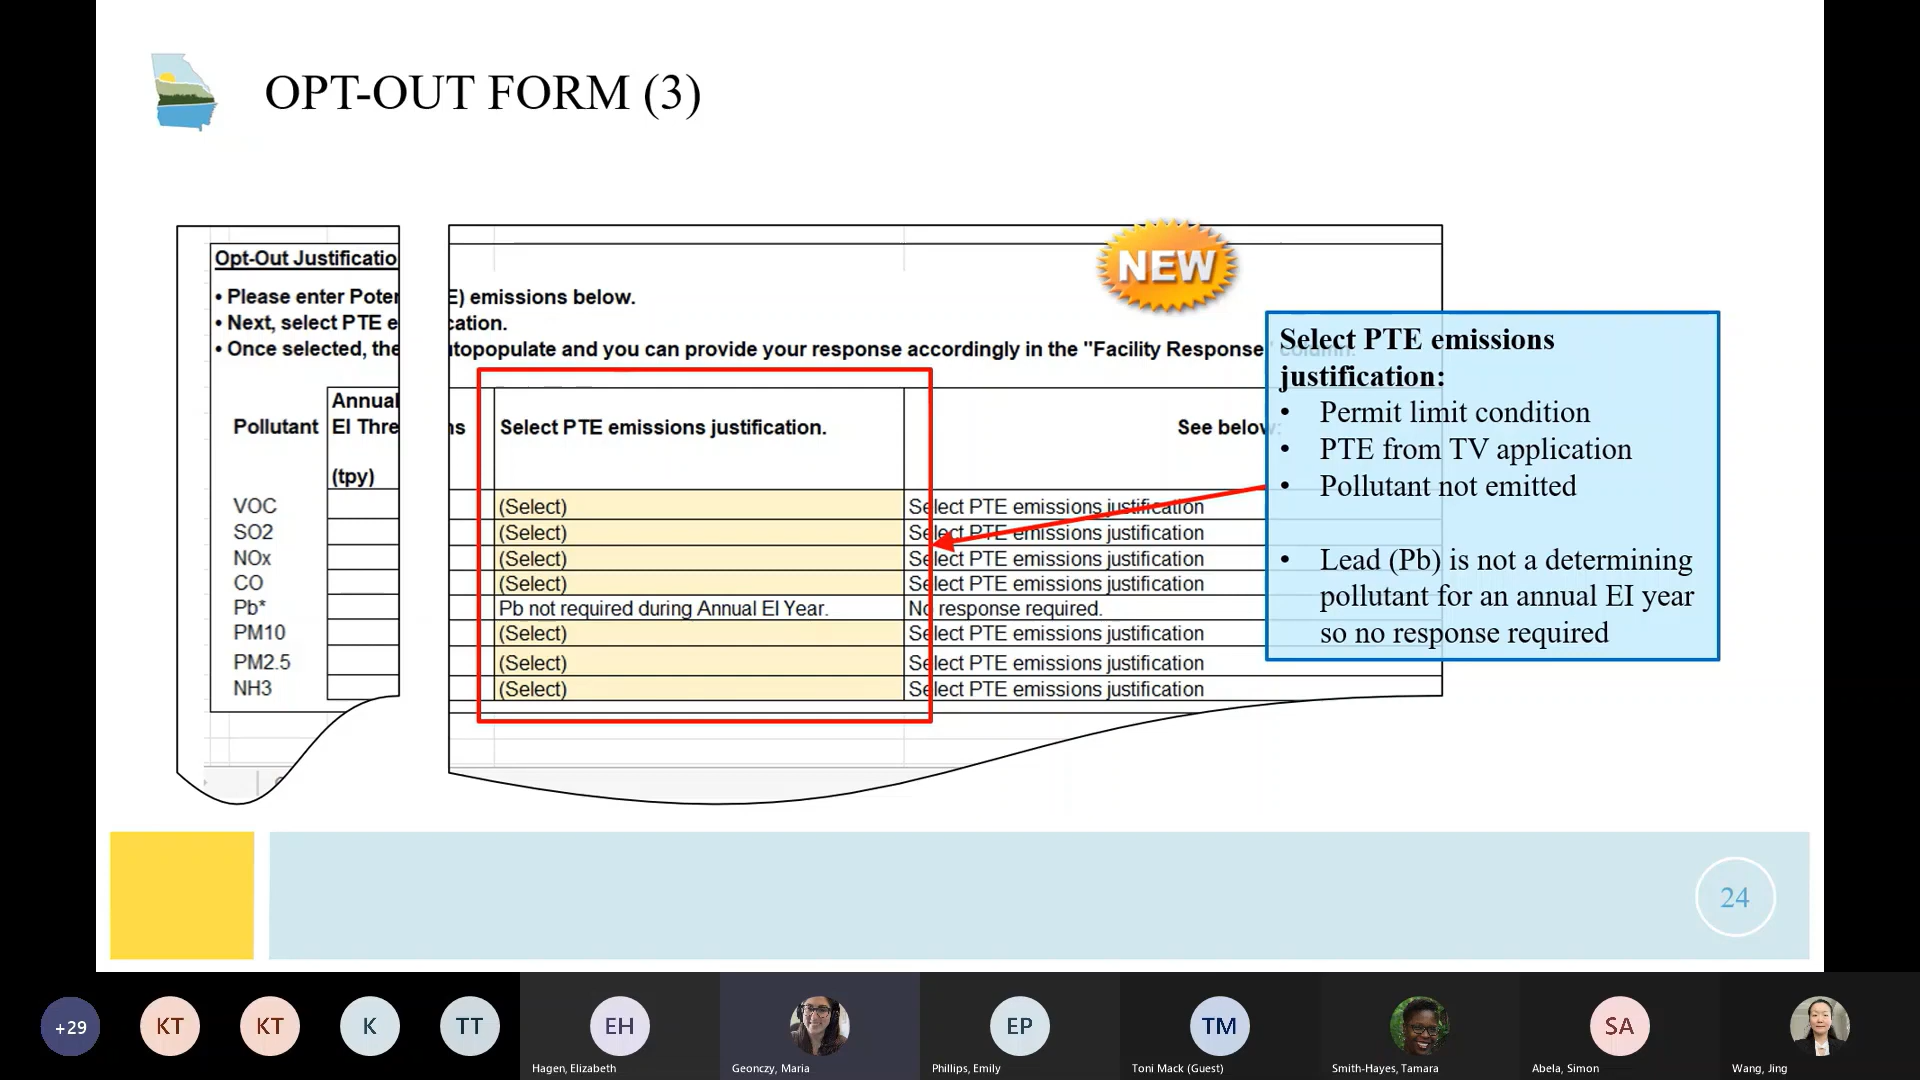 OPT-OUT FORM (3)
NEW
Opt-Out Justificatio
• Please enter Poter E) emissions below.
• Next, select PTE e cation.
• Once selected, the utopopulate and you can provide your response accordingly in the "Facility Response" column.
Pollutant
Annual
EI Thre
(tpy)
ns
Select PTE emissions justification.
See below:
VOC (Select) Select PTE emissions justification
SO2 (Select) Select PTE emissions justification
NOx (Select) Select PTE emissions justification
CO (Select) Select PTE emissions justification
Pb* Pb not required during Annual EI Year. No response required.
PM10 (Select) Select PTE emissions justification
PM2.5 (Select) Select PTE emissions justification
NH3 (Select) Select PTE emissions justification
Select PTE emissions
justification:
• Permit limit condition
• PTE from TV application
• Pollutant not emitted
• Lead (Pb) is not a determining
pollutant for an annual EI year
so no response required
24
+29
KT
KT
K
TT
EH
Hagen, Elizabeth
Geonczy, Maria
EP
Phillips, Emily
TM
Toni Mack (Guest)
Smith-Hayes, Tamara
SA
Abela, Simon
Wang, Jing